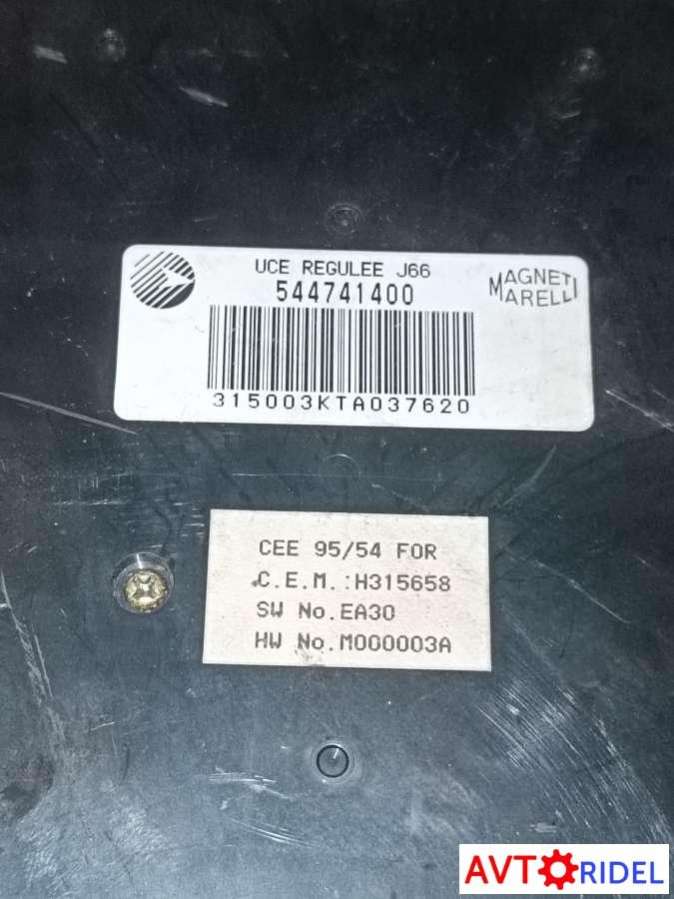 UCE REGULEE J66
544741400
MAGNETI
MARELLI
315003KTA037620
CEE 95/54 FOR
C.E.M.:H315658
SW No.EA30
HW No.M000003A
AVTORIDEL